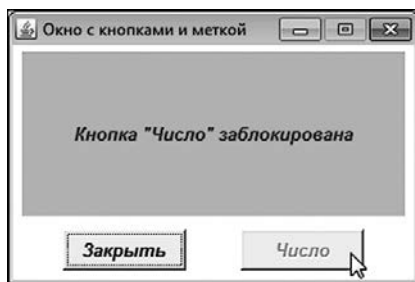 Окно с кнопками и меткой
Кнопка "Число" заблокирована
Закрыть
Число